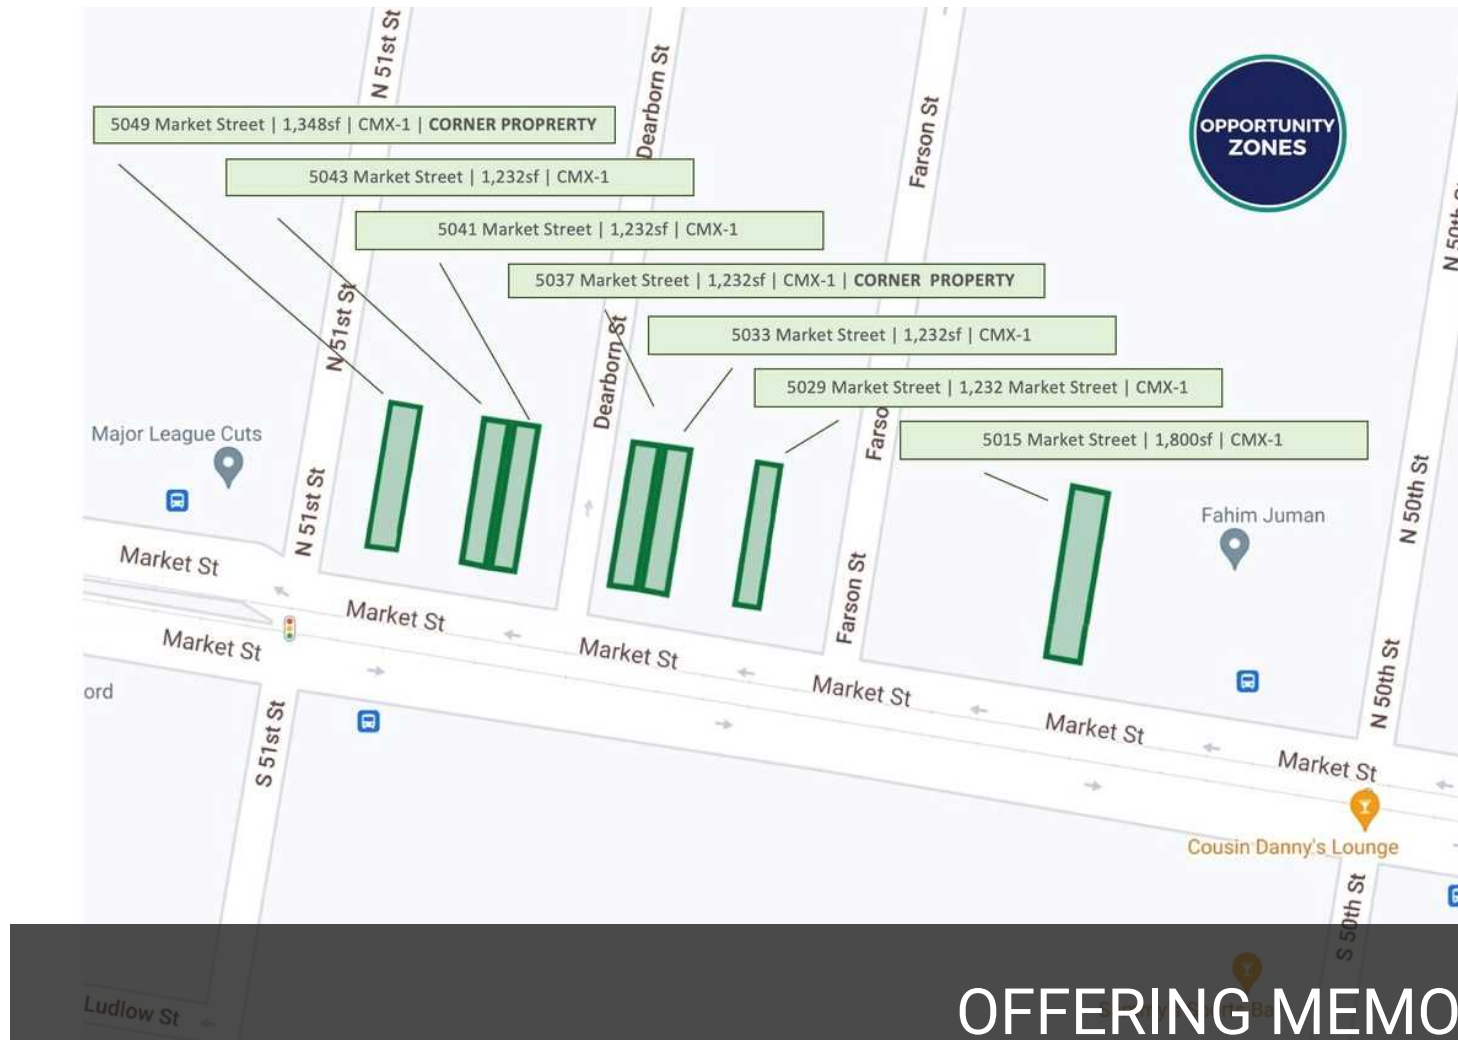 N 51st St
Dearborn St
Farson St
OPPORTUNITY
ZONES
5049 Market Street | 1,348sf | CMX-1 | CORNER PROPRERTY
5043 Market Street | 1,232sf | CMX-1
5041 Market Street | 1,232sf | CMX-1
N 50th
5037 Market Street | 1,232sf | CMX-1 | CORNER PROPERTY
N 51st St
Dearborn St
5033 Market Street | 1,232sf | CMX-1
5029 Market Street | 1,232 Market Street | CMX-1
Farso
5015 Market Street | 1,800sf | CMX-1
Major League Cuts
N 51st St
N 50th St
Fahim Juman
Market St
Market St
Farson St
Market St
Market St
Market St
N 50th St
ord
Market St
Market St
S 51st St
Cousin Danny's Lounge
S 50th St
Ludlow St
OFFERING MEMO